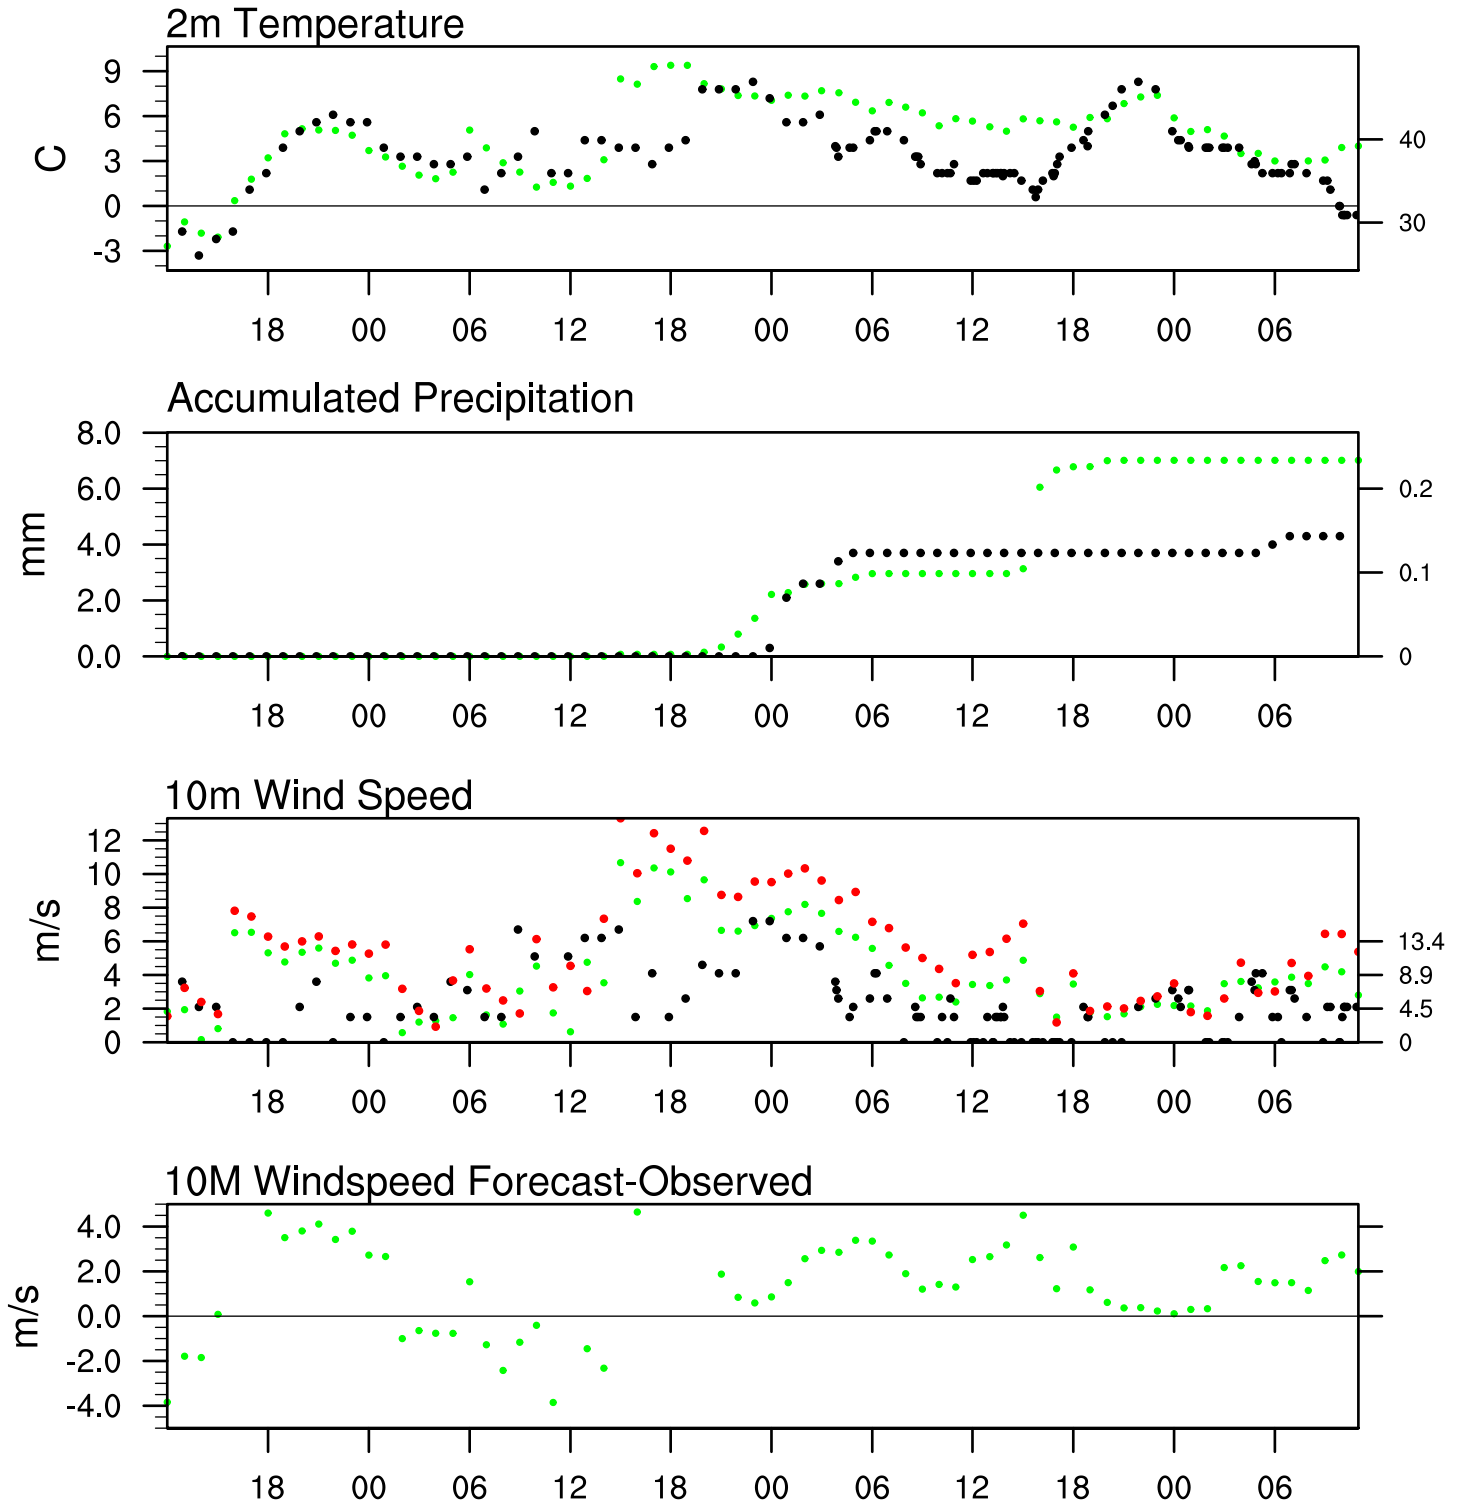 2m Temperature
9
6
3
0
-3
C
40
30
18 00 06 12 18 00 06 12 18 00 06
Accumulated Precipitation
8.0
6.0
4.0
2.0
0.0
mm
0.2
0.1
0
18 00 06 12 18 00 06 12 18 00 06
10m Wind Speed
12
10
8
6
4
2
0
m/s
13.4
8.9
4.5
0
18 00 06 12 18 00 06 12 18 00 06
10M Windspeed Forecast-Observed
4.0
2.0
0.0
-2.0
-4.0
m/s
18 00 06 12 18 00 06 12 18 00 06